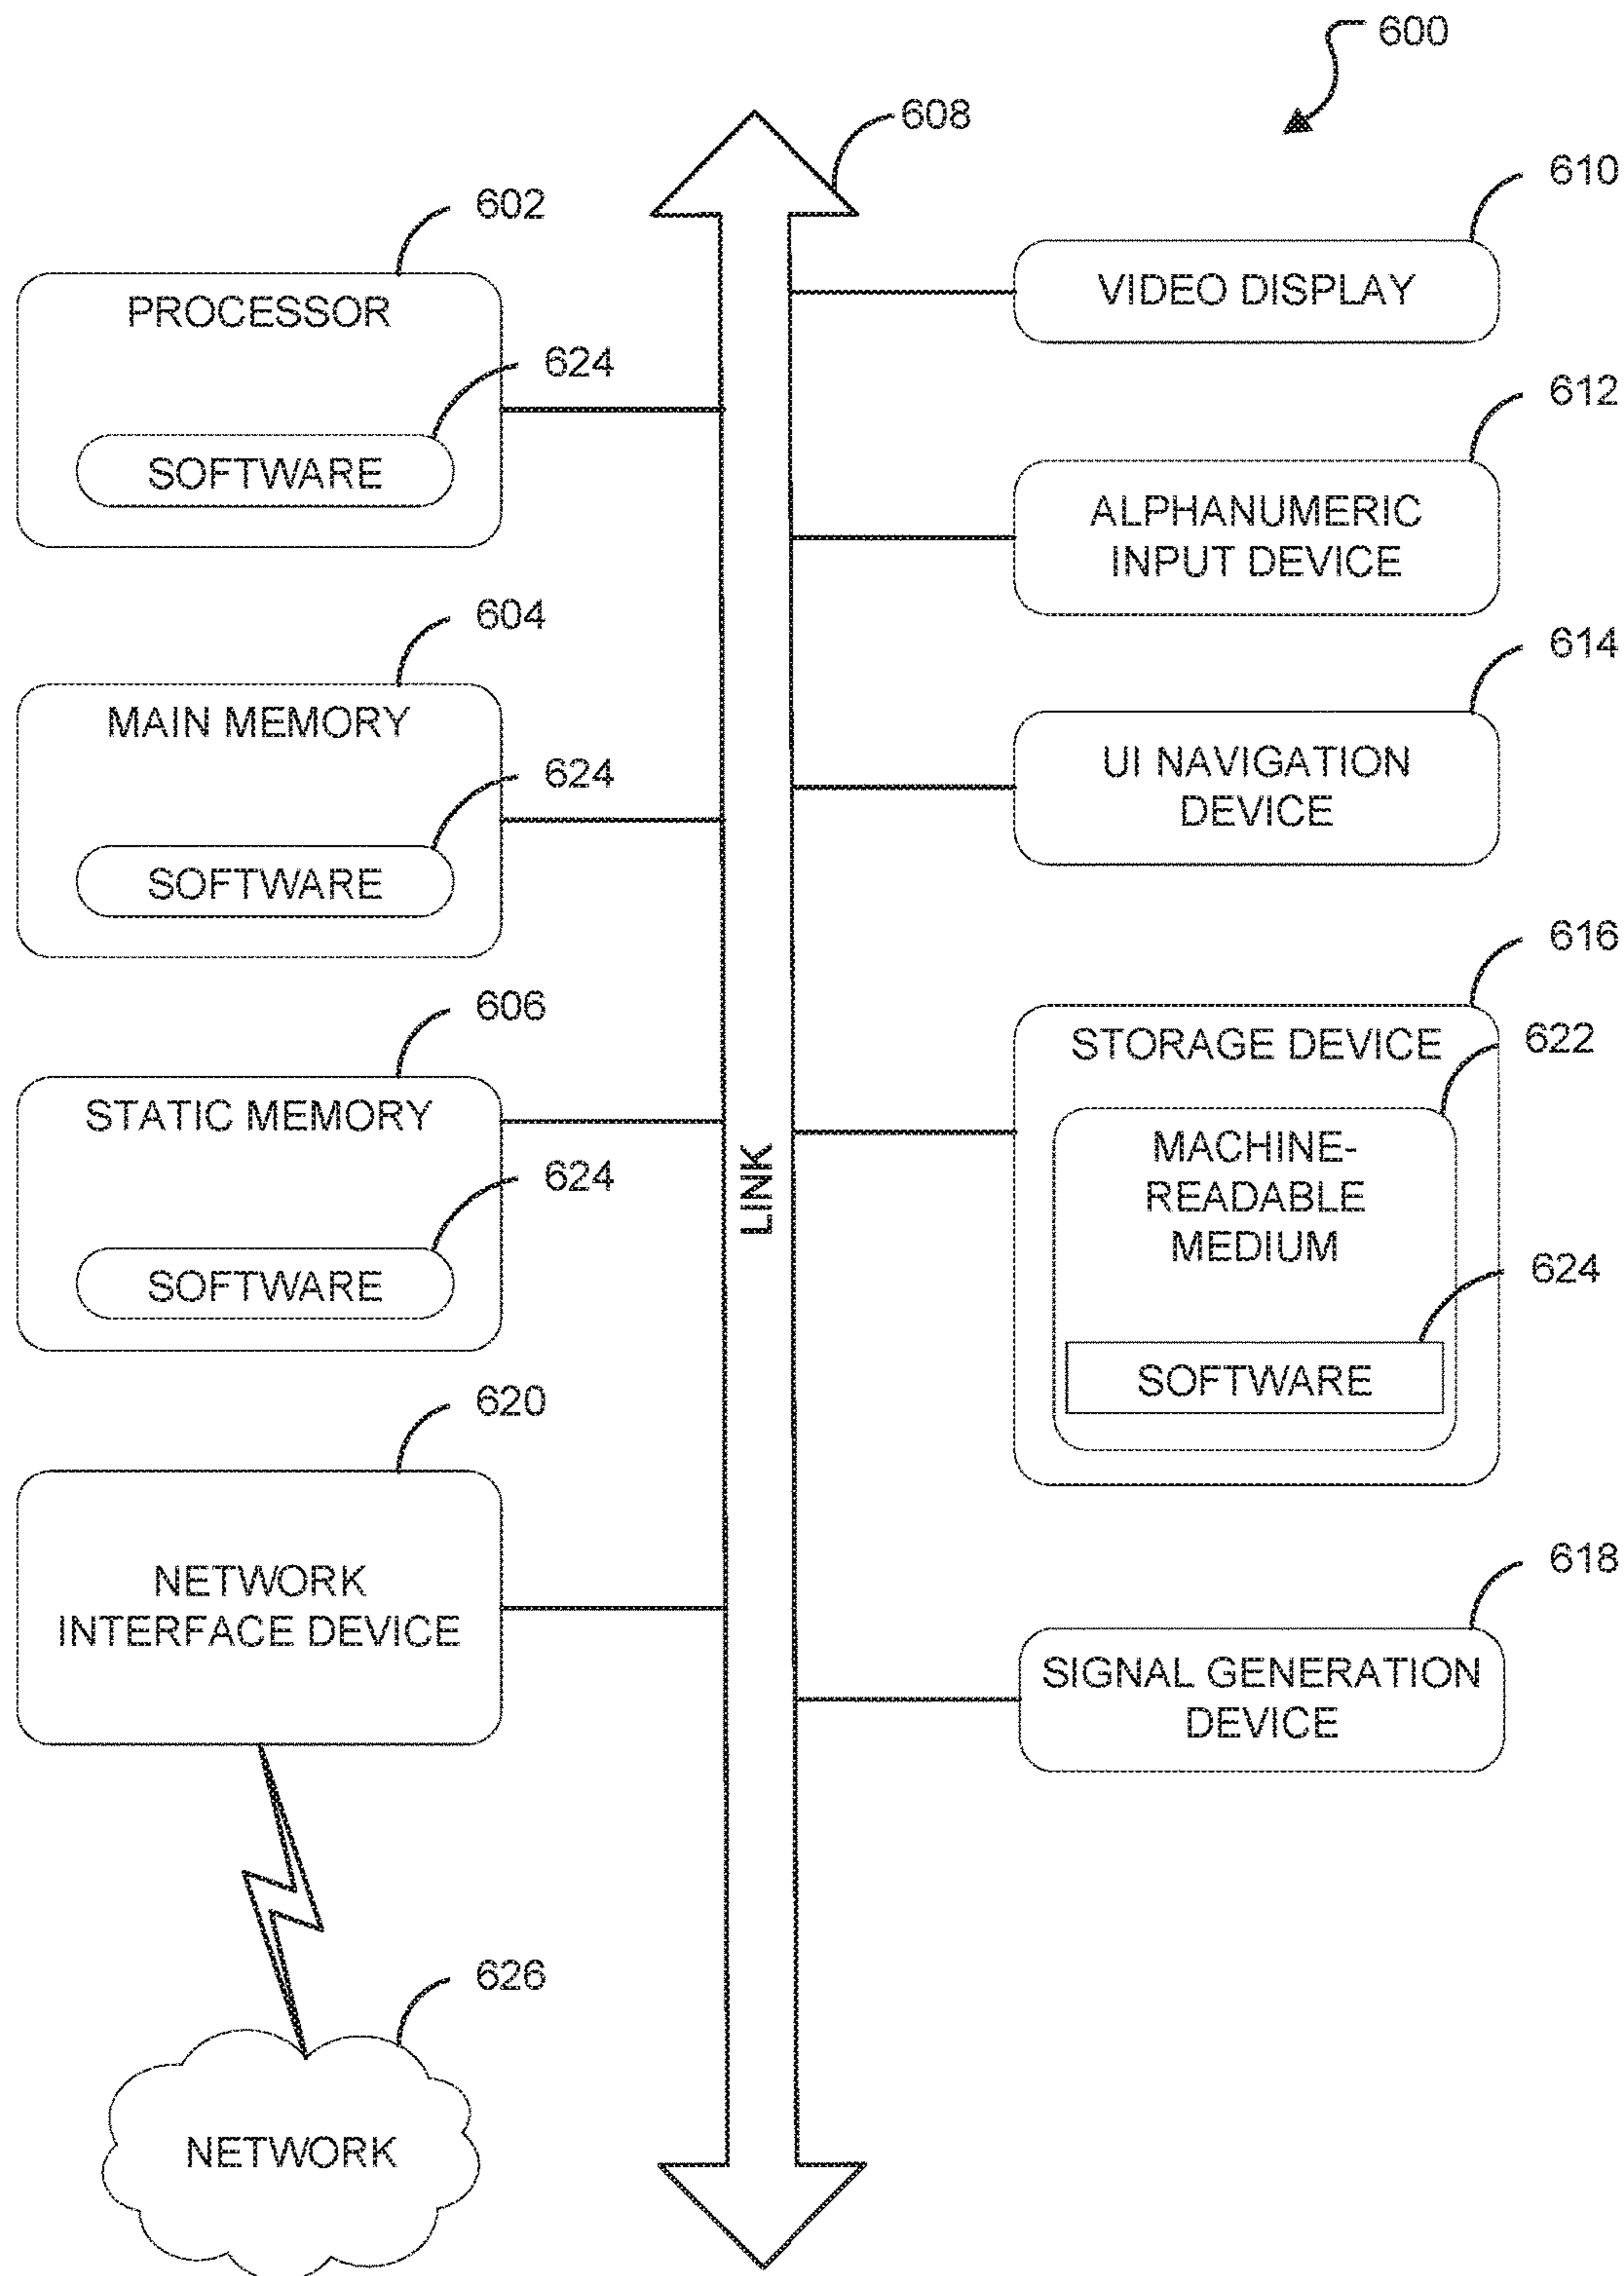 600
608
602
PROCESSOR
624
SOFTWARE
604
MAIN MEMORY
624
SOFTWARE
606
STATIC MEMORY
624
SOFTWARE
620
NETWORK
INTERFACE DEVICE
626
NETWORK
LINK
610
VIDEO DISPLAY
612
ALPHANUMERIC
INPUT DEVICE
614
UI NAVIGATION
DEVICE
616
STORAGE DEVICE
622
MACHINE-
READABLE
MEDIUM
624
SOFTWARE
618
SIGNAL GENERATION
DEVICE